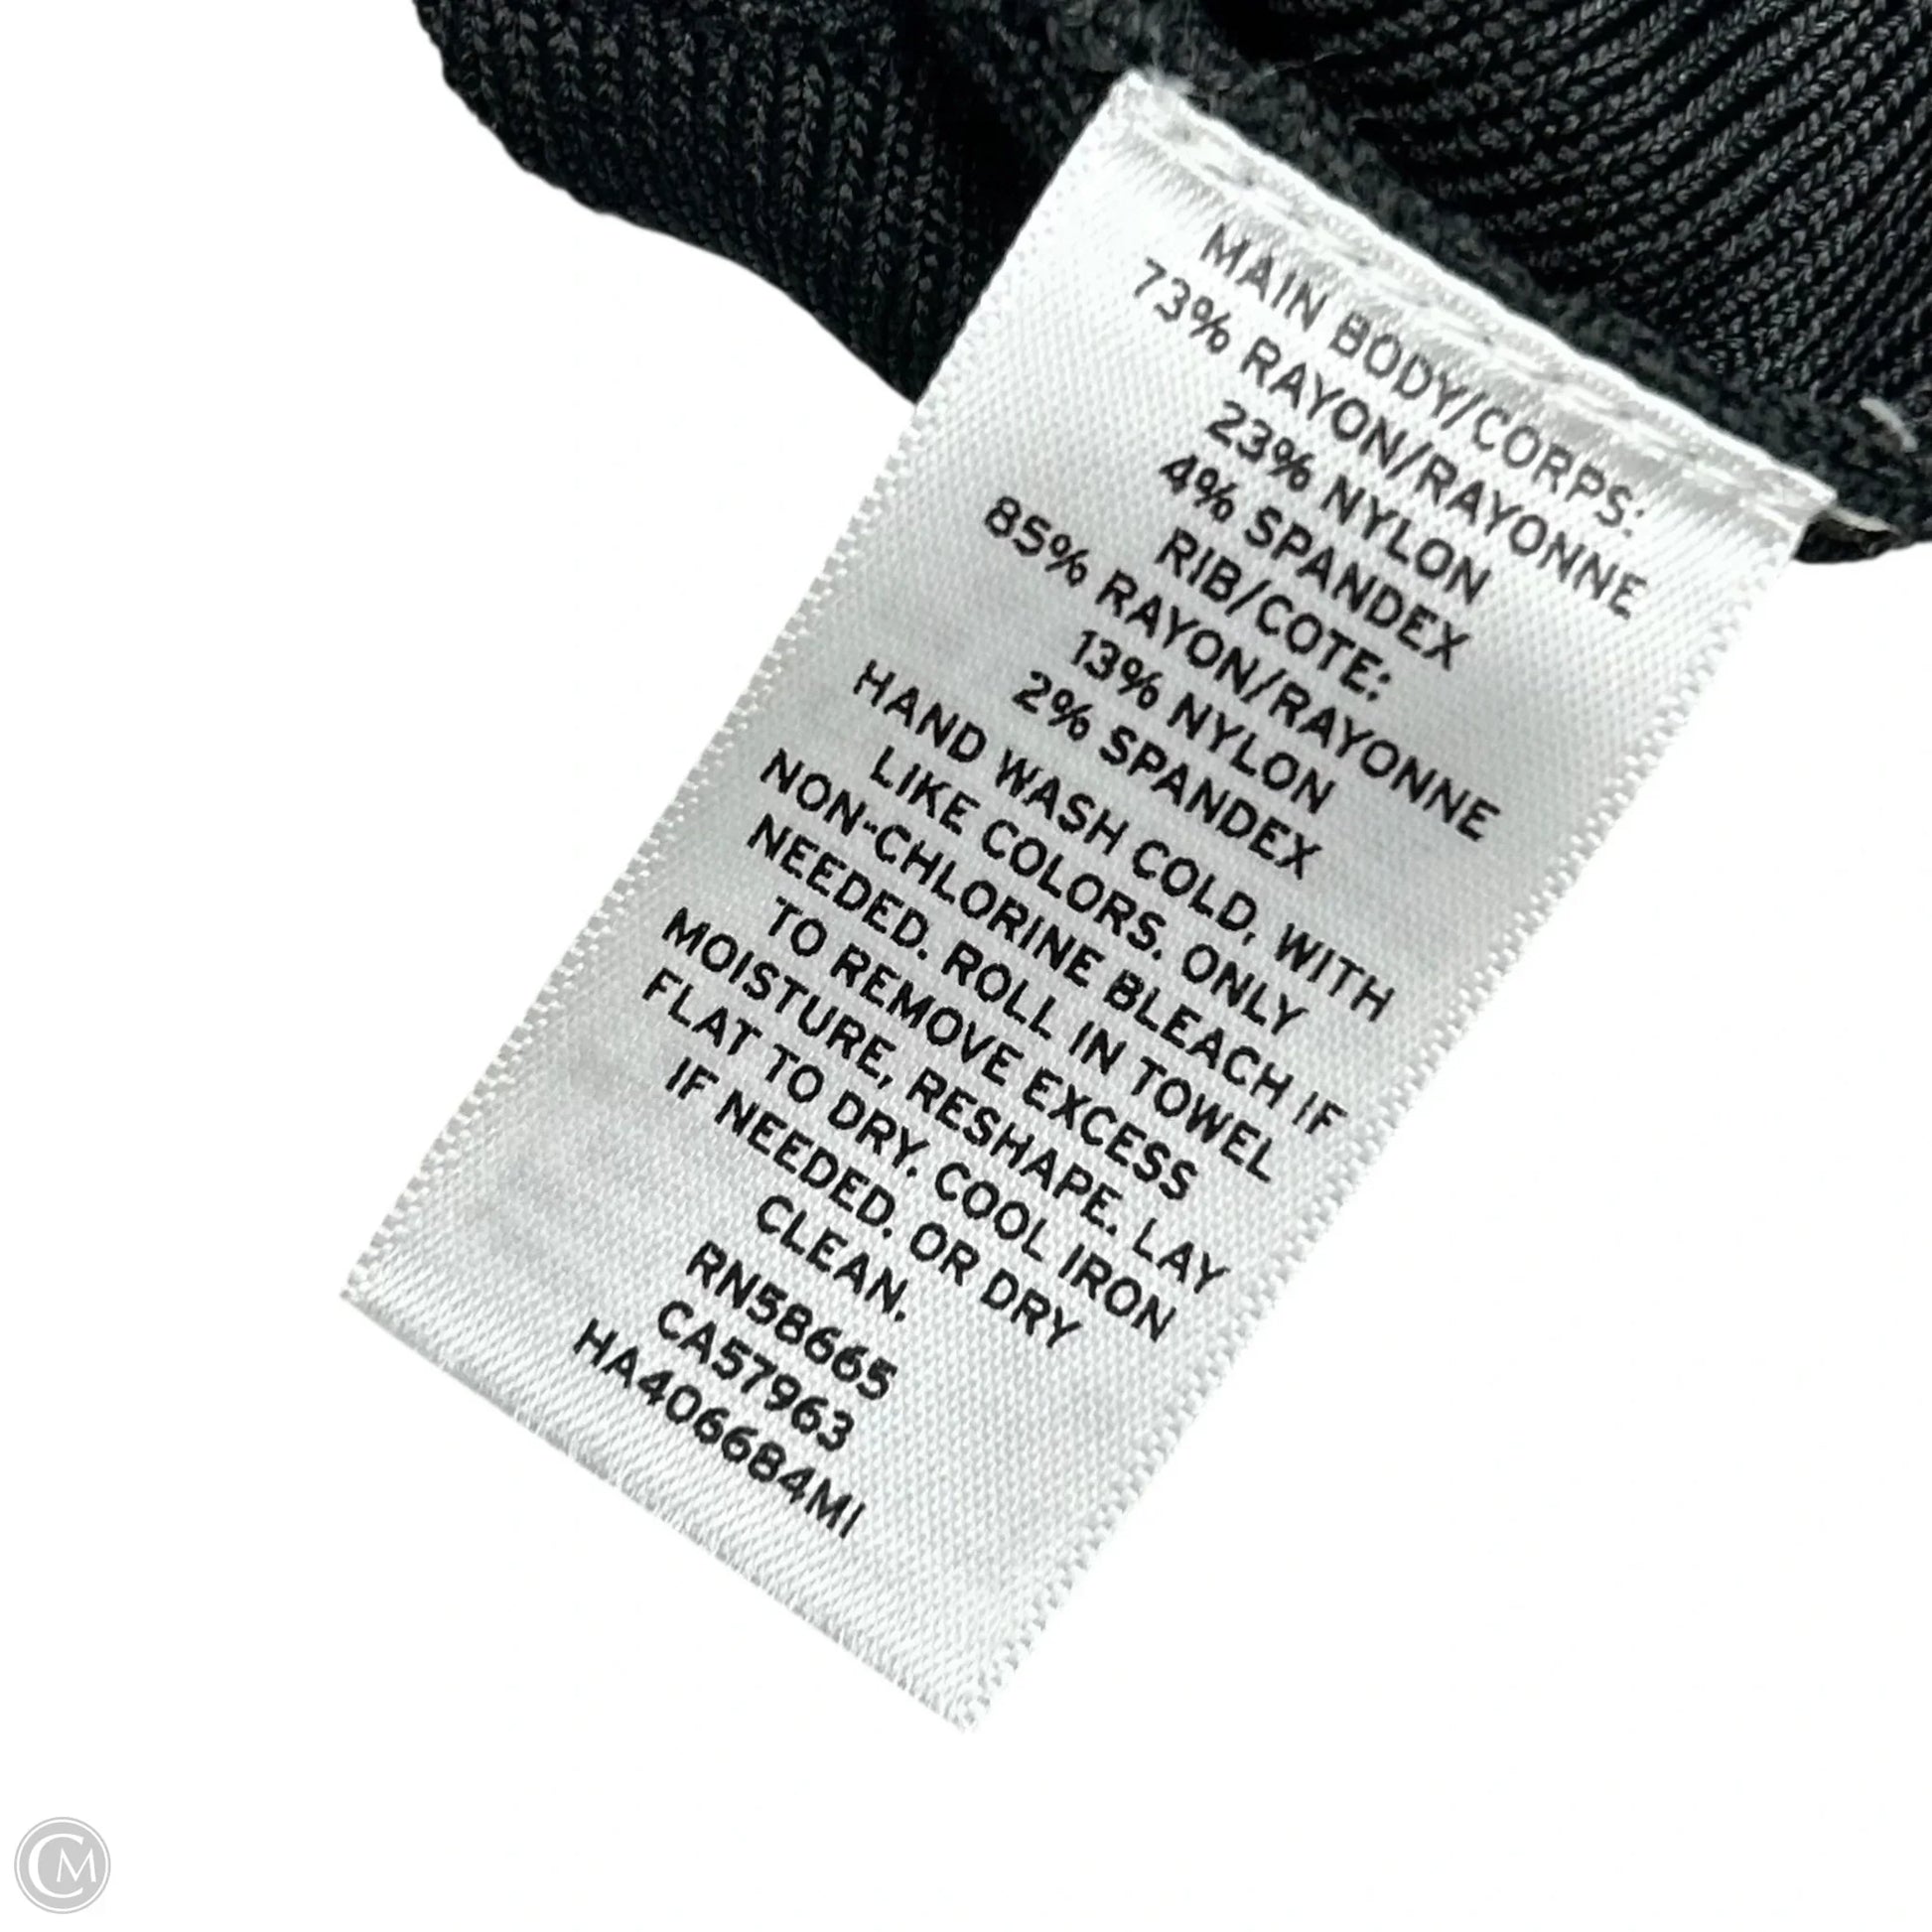 MAIN BODY/CORPS:
73% RAYON/RAYONNE
23% NYLON
4% SPANDEX
RIB/COTE:
85% RAYON/RAYONNE
13% NYLON
2% SPANDEX
HAND WASH COLD, WITH
LIKE COLORS. ONLY
NON-CHLORINE BLEACH IF
NEEDED. ROLL IN TOWEL
TO REMOVE EXCESS
MOISTURE, RESHAPE. LAY
FLAT TO DRY. COOL IRON
IF NEEDED. OR DRY
CLEAN.
RN58665
CA57963
HA406684MI
CM